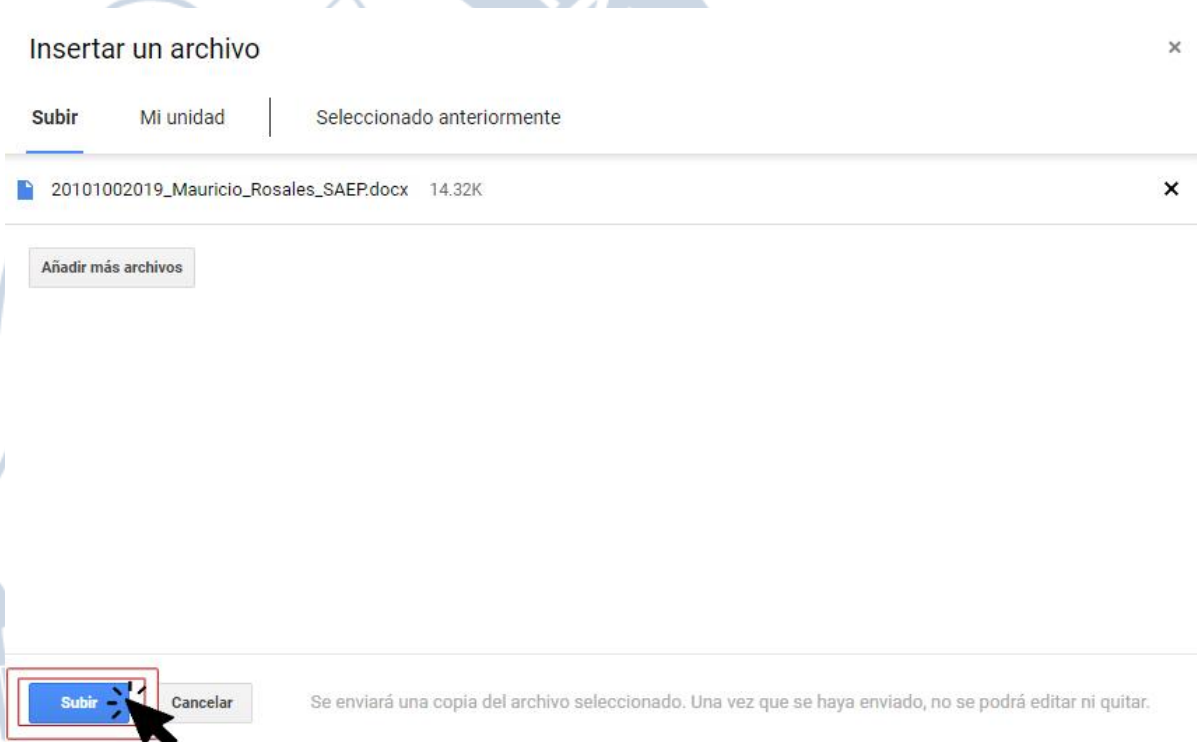 Insertar un archivo
Subir Mi unidad Seleccionado anteriormente
20101002019_Mauricio_Rosales_SAEP.docx 14.32K
Añadir más archivos
Subir Cancelar Se enviará una copia del archivo seleccionado. Una vez que se haya enviado, no se podrá editar ni quitar.